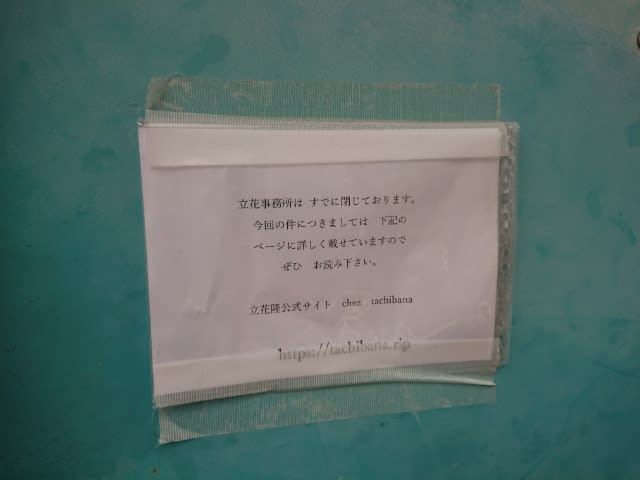 立花事務所は すでに閉じております。
今回の件につきましては 下記の
ページに詳しく載せていますので
ぜひ お読み下さい。
立花隆公式サイト chez tachibana
https://tachibana.rip